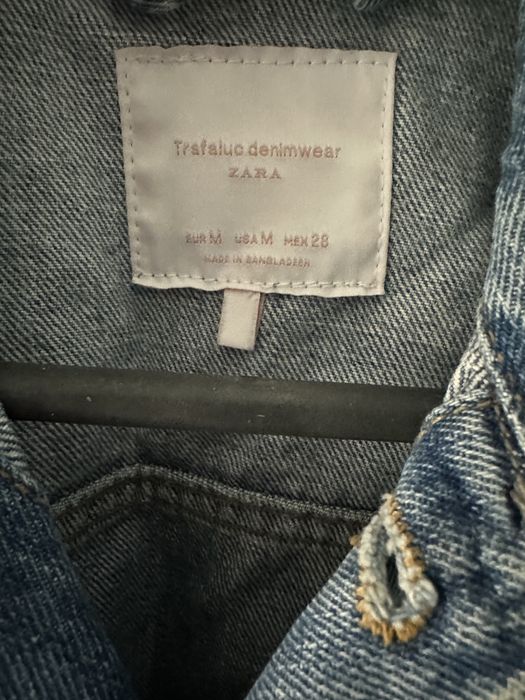 Trafaluc denimwear
ZARA
EUR M USA M MEX 28
MADE IN BANGLADESH